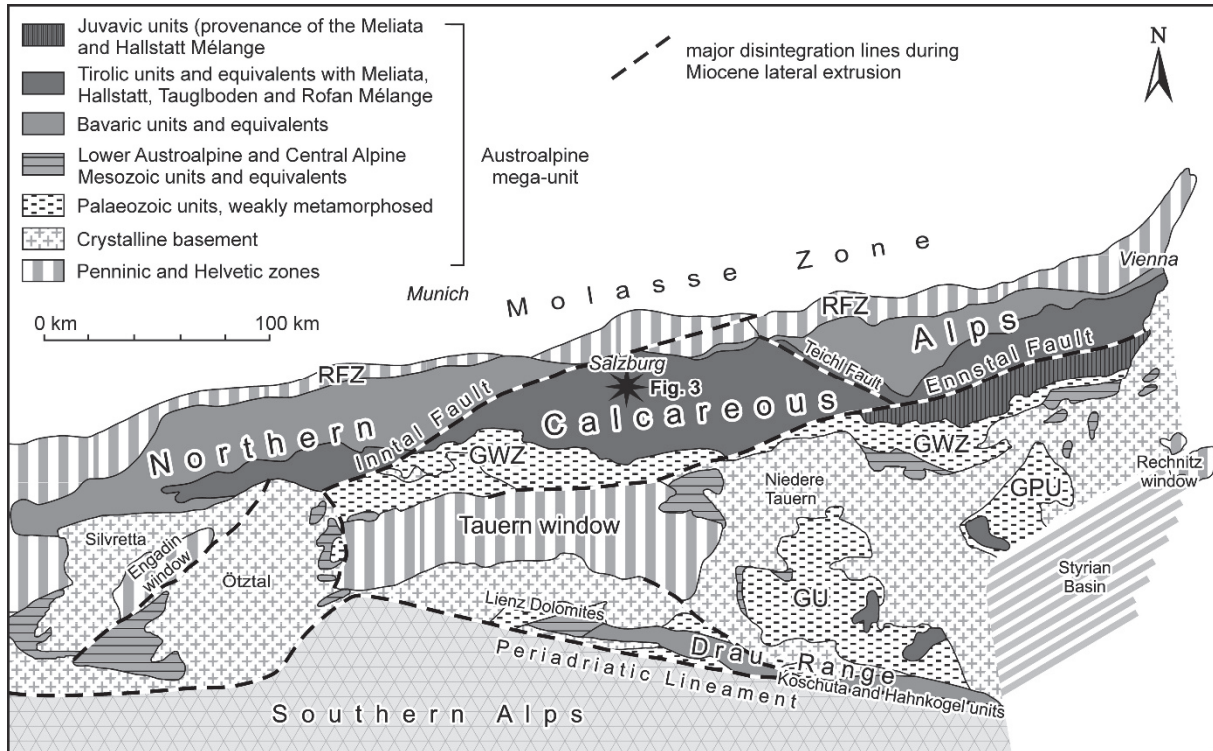 Juvavic units (provenance of the Meliata
and Hallstatt Mélange
Tirolic units and equivalents with Meliata,
Hallstatt, Tauglboden and Rofan Mélange
Bavaric units and equivalents
Lower Austroalpine and Central Alpine
Mesozoic units and equivalents
Palaeozoic units, weakly metamorphosed
Crystalline basement
Penninic and Helvetic zones
Austroalpine
mega-unit
major disintegration lines during
Miocene lateral extrusion
N
0 km
100 km
Munich
Molasse Zone
Vienna
RFZ
RFZ
Salzburg
Fig. 3
Teichl Fault
Northern
Calcareous
Alps
Inntal Fault
Ennstal Fault
GWZ
GWZ
Niedere
Tauern
GPU
Rechnitz
window
Silvretta
Engadin
window
Ötztal
Tauern window
Styrian
Basin
GU
Lienz Dolomites
Drau Range
Periadriatic Lineament
Koschuta and Hahnkogel units
Southern Alps